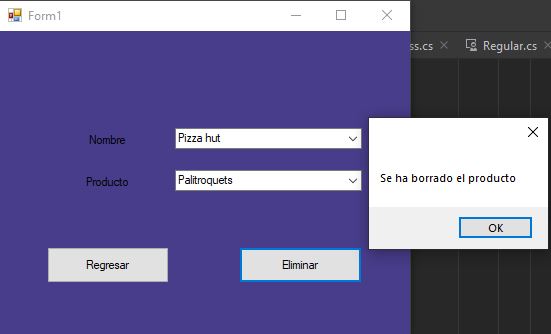 Form1
ss.cs
Regular.cs
Nombre
Pizza hut
Producto
Palitroquets
Se ha borrado el producto
OK
Regresar
Eliminar